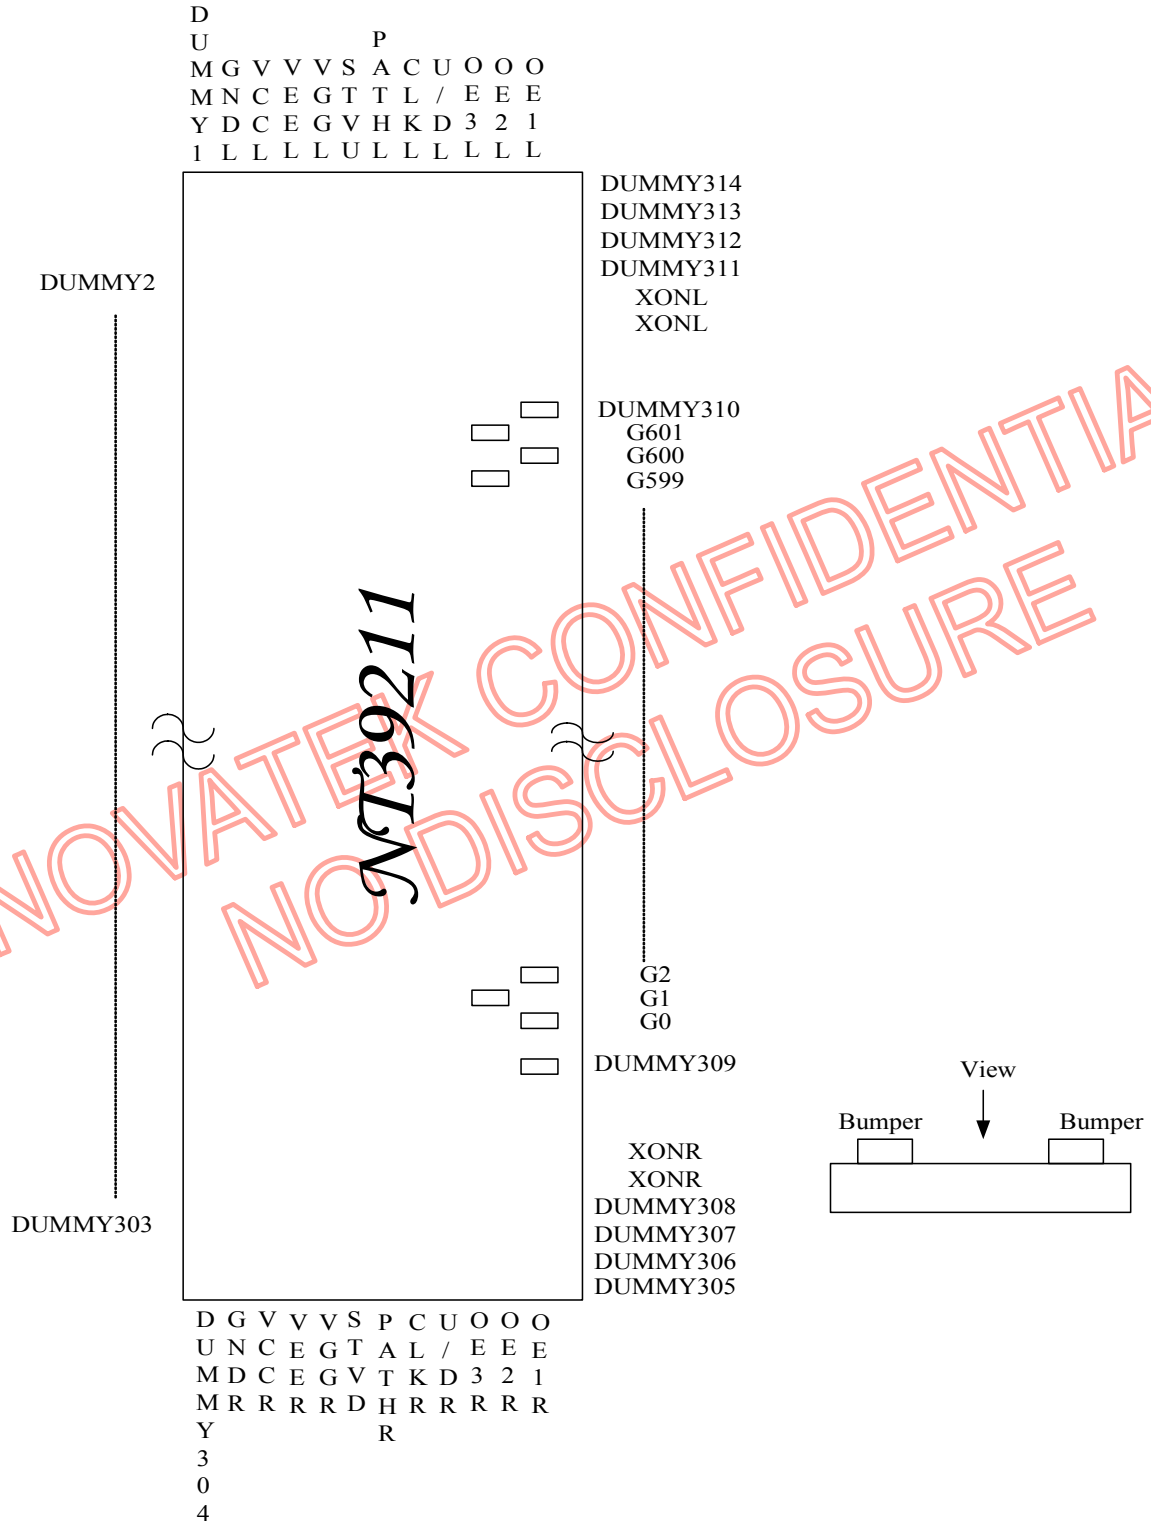 DUMMY1
GNDL
VCCL
VEEL
VGGL
STVU
PATHL
CLKL
U/DL
OE3L
OE2L
OE1L
DUMMY314
DUMMY313
DUMMY312
DUMMY311
XONL
XONL
DUMMY2
DUMMY310
G601
G600
G599
NT39211
NOVATEK CONFIDENTIA
NO DISCLOSURE
G2
G1
G0
DUMMY309
View
Bumper
Bumper
XONR
XONR
DUMMY308
DUMMY307
DUMMY306
DUMMY305
DUMMY303
DUMMY304
GNDR
VCCR
VEER
VGGR
STVD
PATHR
CLKR
U/DR
OE3R
OE2R
OE1R